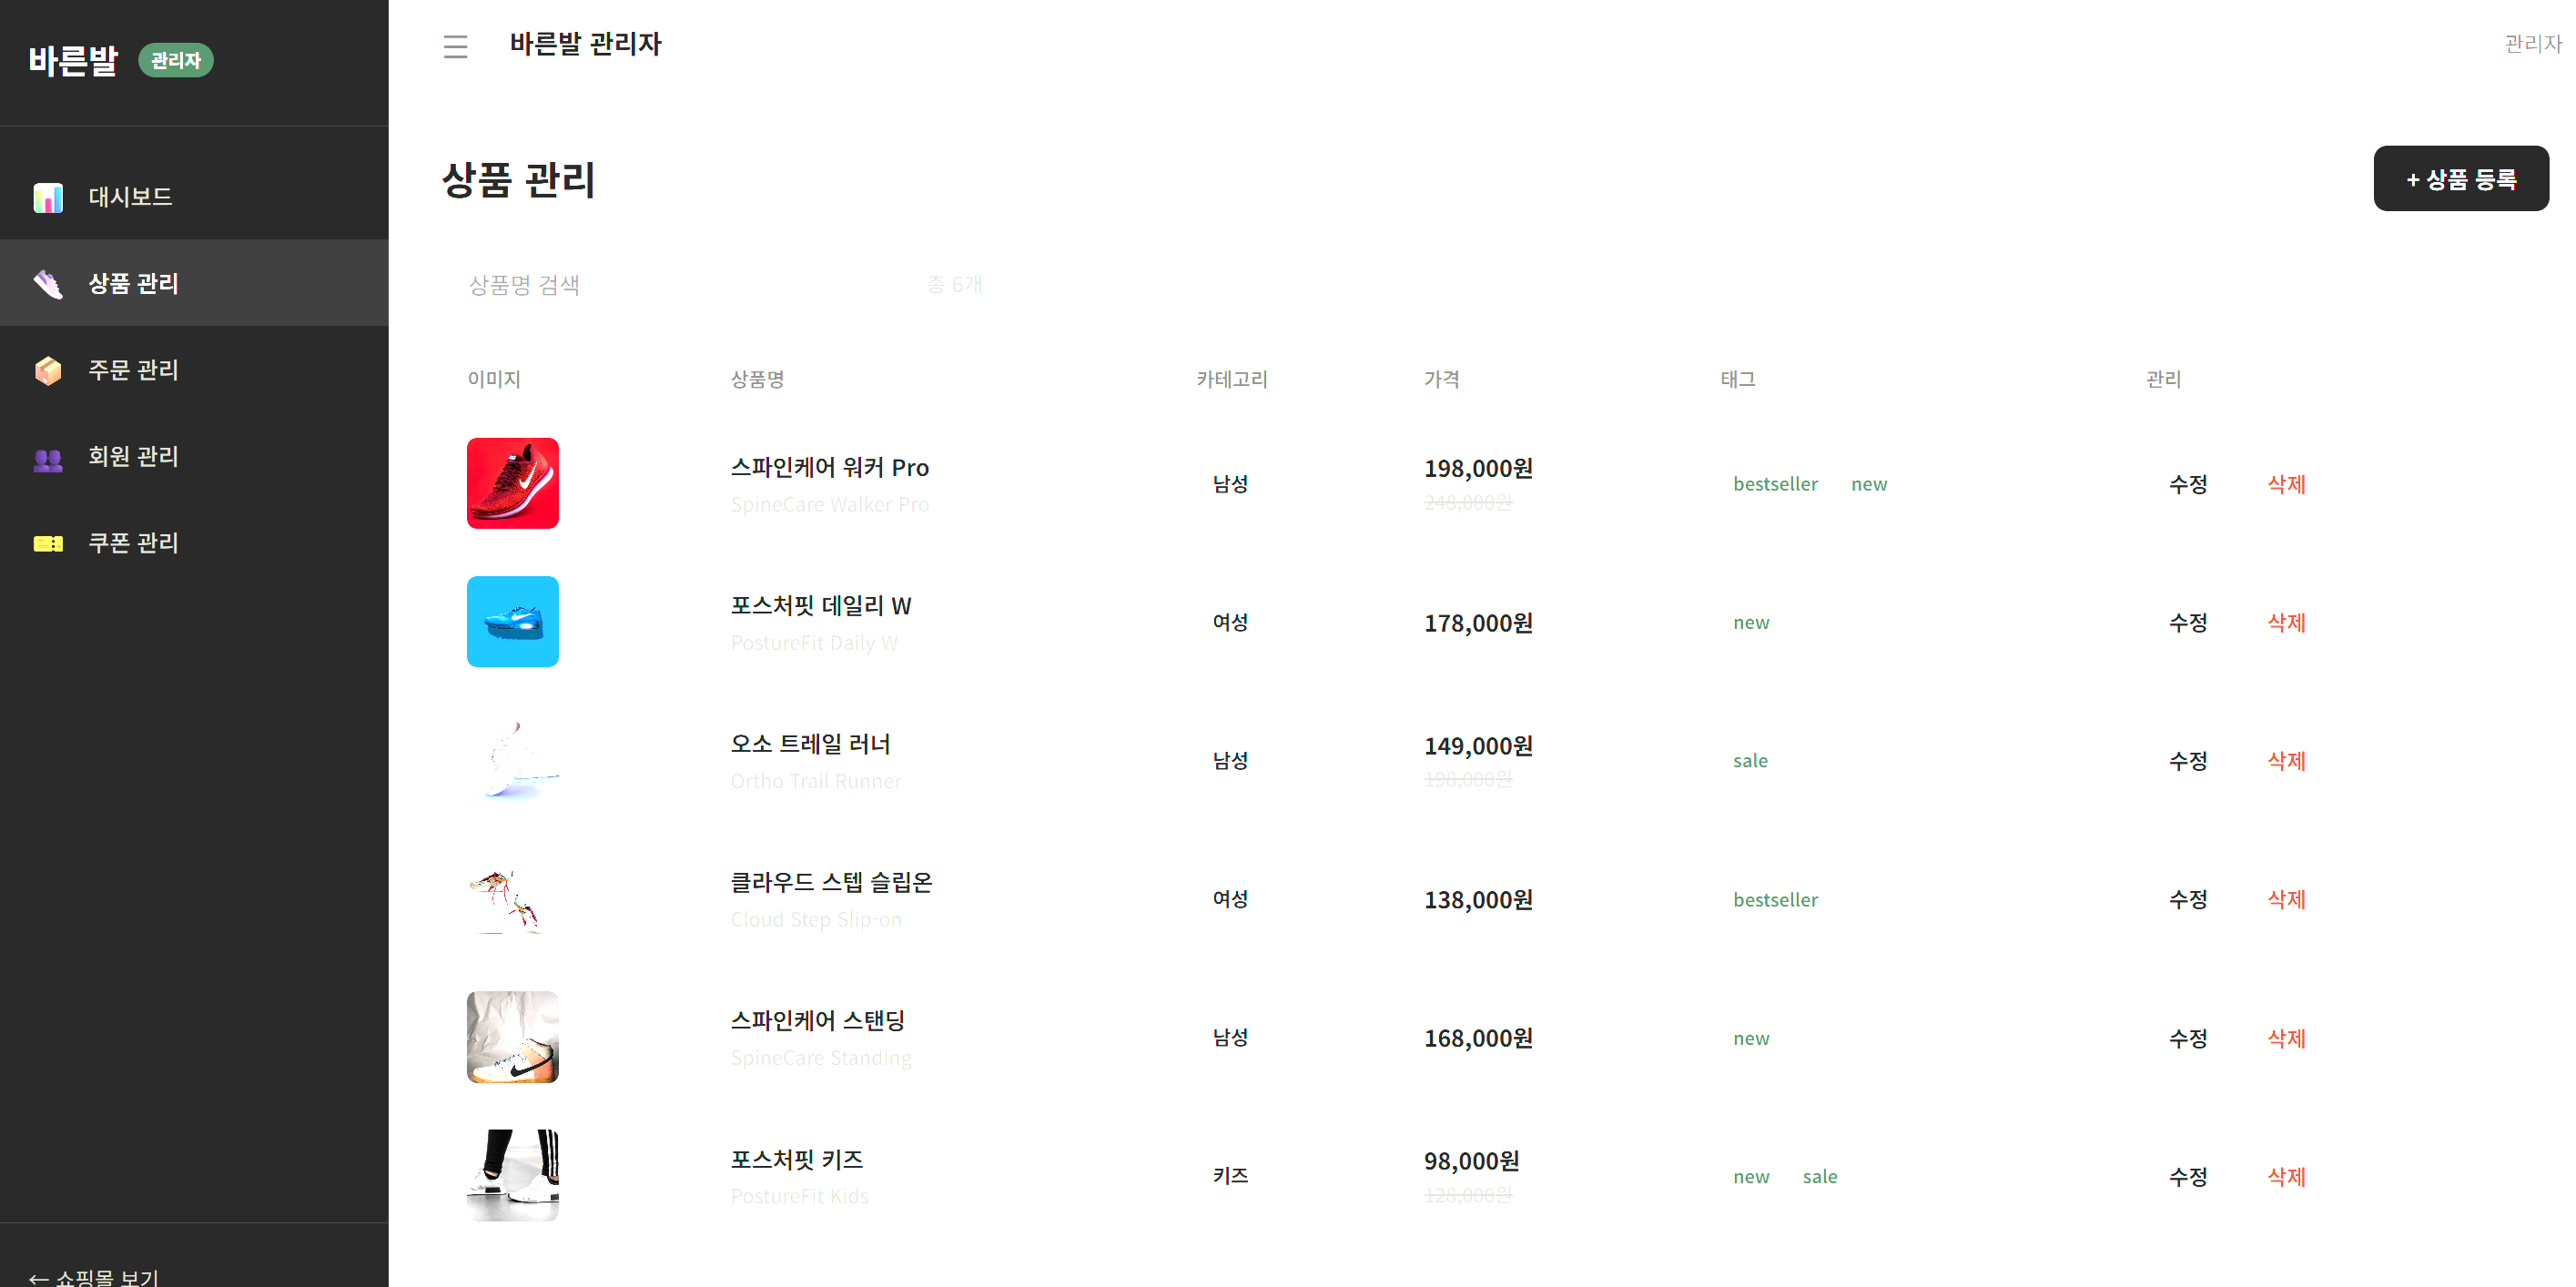 바른발 관리자
대시보드
상품 관리
주문 관리
회원 관리
쿠폰 관리
← 쇼핑몰 보기
☰ 바른발 관리자
관리자
상품 관리
+ 상품 등록
상품명 검색
총 6개
이미지 상품명 카테고리 가격 태그 관리
스파인케어 워커 Pro
SpineCare Walker Pro
남성
198,000원
248,000원
bestseller new
수정 삭제
포스처핏 데일리 W
PostureFit Daily W
여성
178,000원
new
수정 삭제
오소 트레일 러너
Ortho Trail Runner
남성
149,000원
198,000원
sale
수정 삭제
클라우드 스텝 슬립온
Cloud Step Slip-on
여성
138,000원
bestseller
수정 삭제
스파인케어 스탠딩
SpineCare Standing
남성
168,000원
new
수정 삭제
포스처핏 키즈
PostureFit Kids
키즈
98,000원
128,000원
new sale
수정 삭제